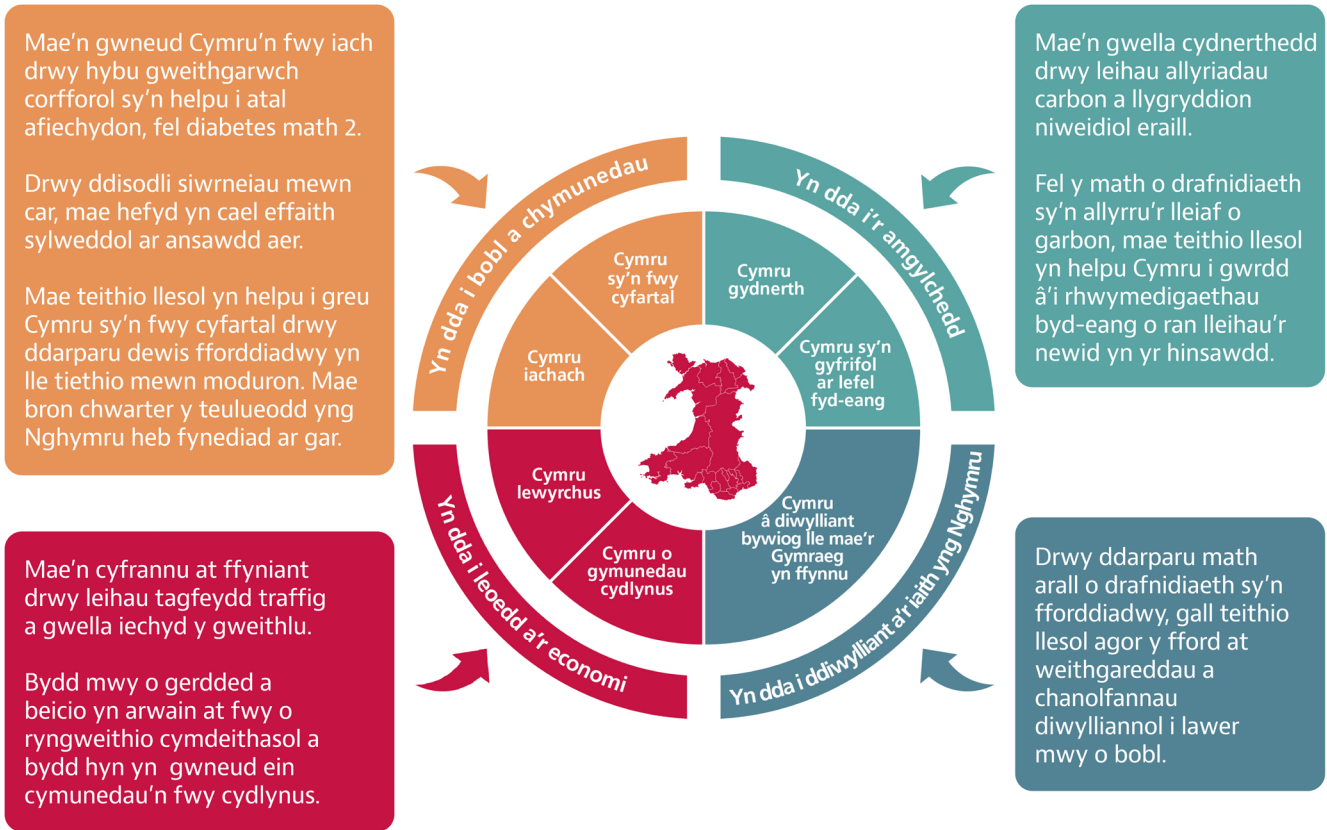 Mae'n gwneud Cymru'n fwy iach
drwy hybu gweithgarwch
corfforol sy'n helpu i atal
afiechydon, fel diabetes math 2.
Drwy ddisodli siwrneiau mewn
car, mae hefyd yn cael effaith
sylweddol ar ansawdd aer.
Mae teithio llesol yn helpu i greu
Cymru sy'n fwy cyfartal drwy
ddarparu dewis fforddiadwy yn
lle tiethio mewn moduron. Mae
bron chwarter y teulueodd yng
Nghymru heb fynediad ar gar.
Mae'n gwella cydnerthedd
drwy leihau allyriadau
carbon a llygryddion
niweidiol eraill.
Fel y math o drafnidiaeth
sy'n allyrru'r lleiaf o
garbon, mae teithio llesol
yn helpu Cymru i gwrdd
â'i rhwymedigaethau
byd-eang o ran lleihau'r
newid yn yr hinsawdd.
Yn dda i bobl a chymunedau
Yn dda i'r amgylchedd
Cymru
sy'n fwy
cyfartal
Cymru
gydnerth
Cymru
iachach
Cymru sy'n
gyfrifol
ar lefel
fyd-eang
Cymru
lewyrchus
Cymru o
gymunedau
cydlynus
Cymru
â diwylliant
bywiog lle mae'r
Gymraeg
yn ffynnu
Yn dda i leoedd a'r economi
Yn dda i ddiwylliant a'r iaith yng Nghymru
Mae'n cyfrannu at ffyniant
drwy leihau tagfeydd traffig
a gwella iechyd y gweithlu.
Bydd mwy o gerdded a
beicio yn arwain at fwy o
ryngweithio cymdeithasol a
bydd hyn yn gwneud ein
cymunedau'n fwy cydlynus.
Drwy ddarparu math
arall o drafnidiaeth sy'n
fforddiadwy, gall teithio
llesol agor y fford at
weithgareddau a
chanolfannau
diwylliannol i lawer
mwy o bobl.